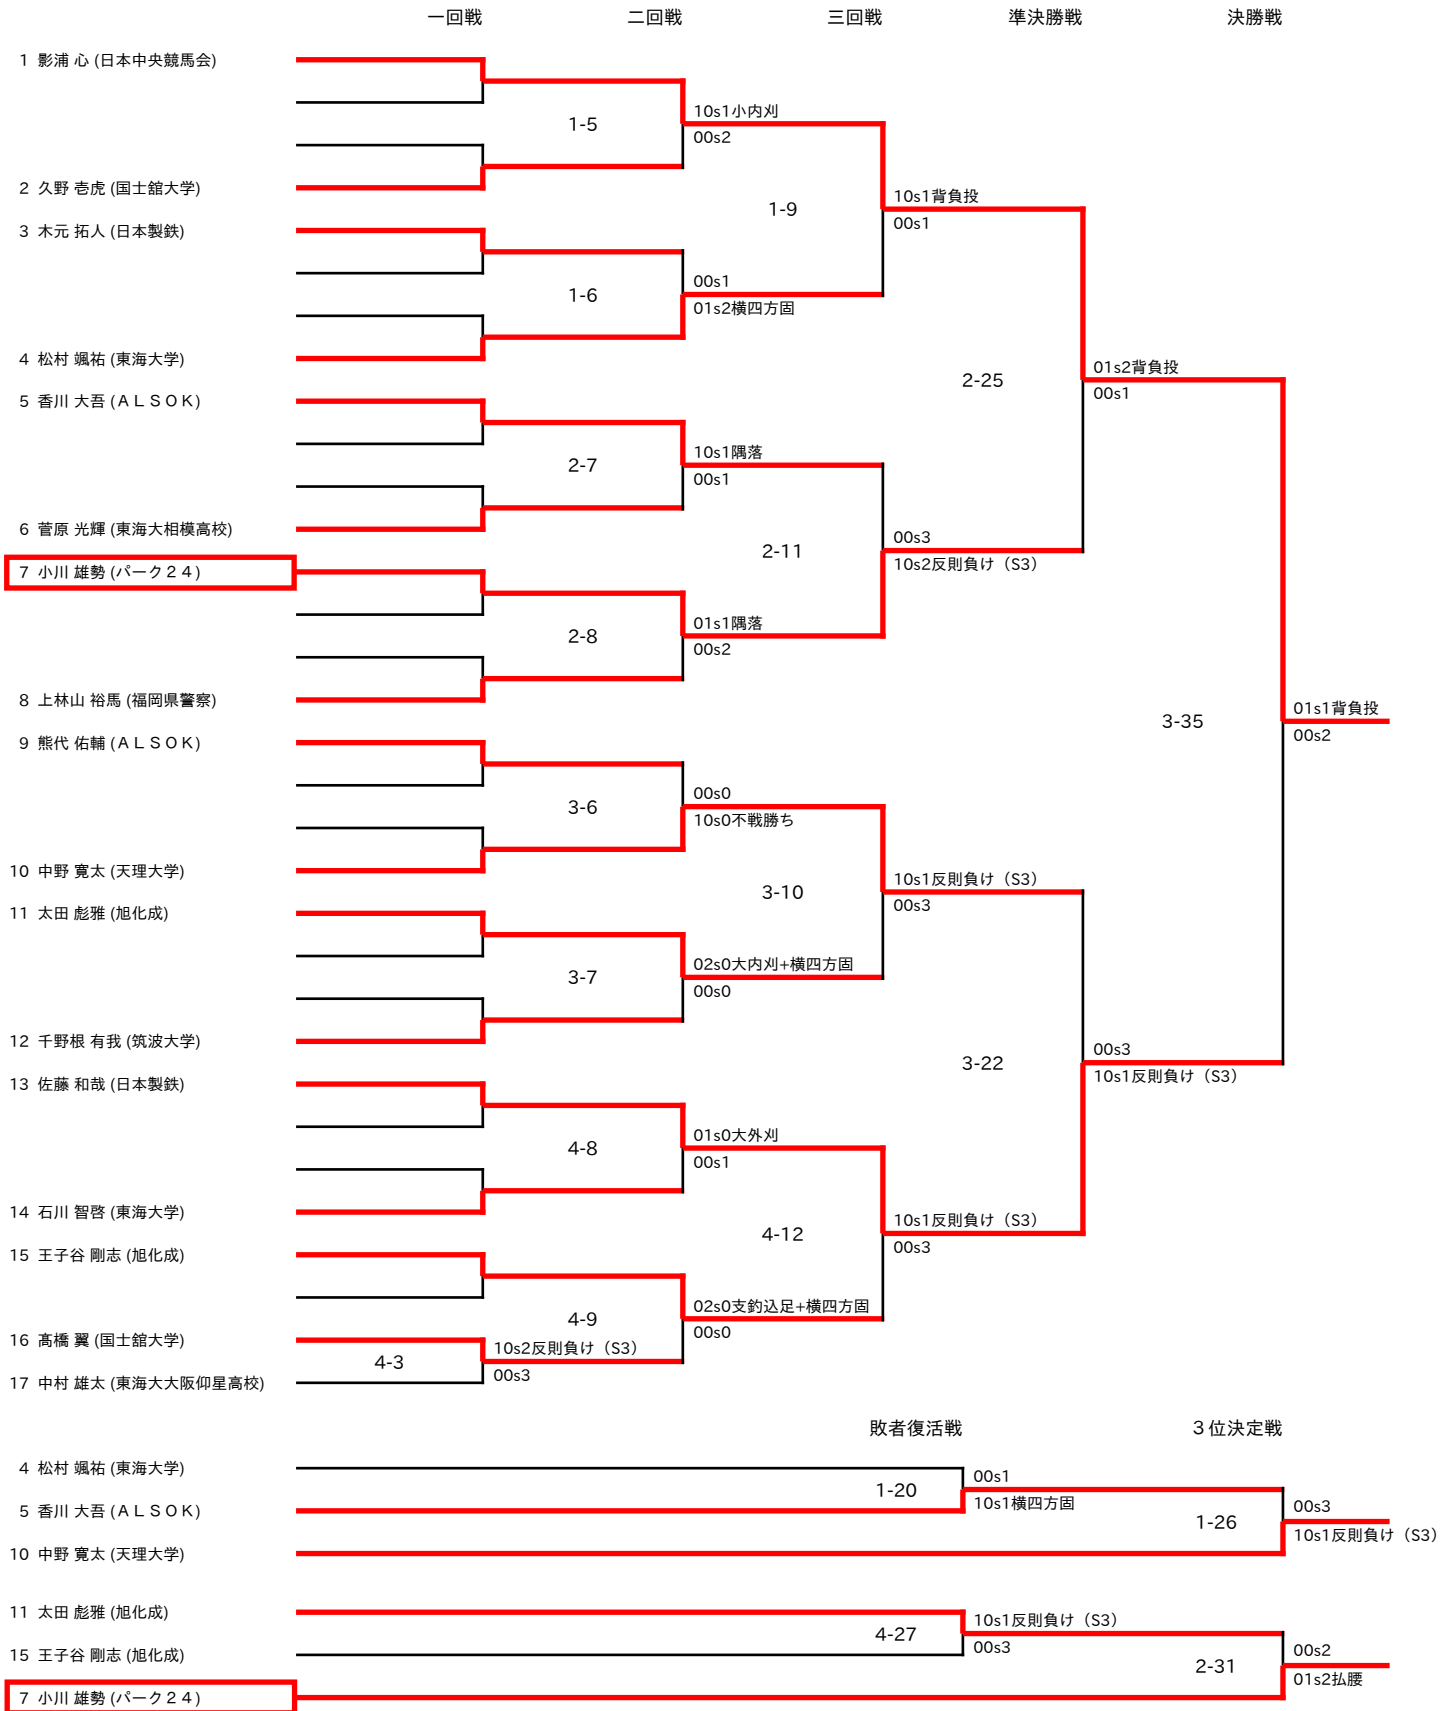 一回戦 二回戦 三回戦 準決勝戦 決勝戦
1 影浦 心 (日本中央競馬会)
10s1小内刈
1-5
00s2
2 久野 壱虎 (国士舘大学)
10s1背負投
1-9
00s1
3 木元 拓人 (日本製鉄)
00s1
1-6
01s2横四方固
4 松村 颯祐 (東海大学)
01s2背負投
2-25
00s1
5 香川 大吾 (ＡＬＳＯＫ)
10s1隅落
2-7
00s1
6 菅原 光輝 (東海大相模高校)
00s3
2-11
10s2反則負け（S3）
7 小川 雄勢 (パーク２４)
01s1隅落
2-8
00s2
8 上林山 裕馬 (福岡県警察)
01s1背負投
3-35
00s2
9 熊代 佑輔 (ＡＬＳＯＫ)
00s0
3-6
10s0不戦勝ち
10 中野 寛太 (天理大学)
10s1反則負け（S3）
3-10
00s3
11 太田 彪雅 (旭化成)
02s0大内刈+横四方固
3-7
00s0
12 千野根 有我 (筑波大学)
00s3
3-22
10s1反則負け（S3）
13 佐藤 和哉 (日本製鉄)
01s0大外刈
4-8
00s1
14 石川 智啓 (東海大学)
10s1反則負け（S3）
4-12
00s3
15 王子谷 剛志 (旭化成)
02s0支釣込足+横四方固
4-9
00s0
16 髙橋 翼 (国士舘大学)
10s2反則負け（S3）
4-3
00s3
17 中村 雄太 (東海大大阪仰星高校)
敗者復活戦 ３位決定戦
4 松村 颯祐 (東海大学)
00s1
1-20
10s1横四方固
5 香川 大吾 (ＡＬＳＯＫ)
00s3
1-26
10s1反則負け（S3）
10 中野 寛太 (天理大学)
11 太田 彪雅 (旭化成)
10s1反則負け（S3）
4-27
00s3
15 王子谷 剛志 (旭化成)
00s2
2-31
01s2払腰
7 小川 雄勢 (パーク２４)